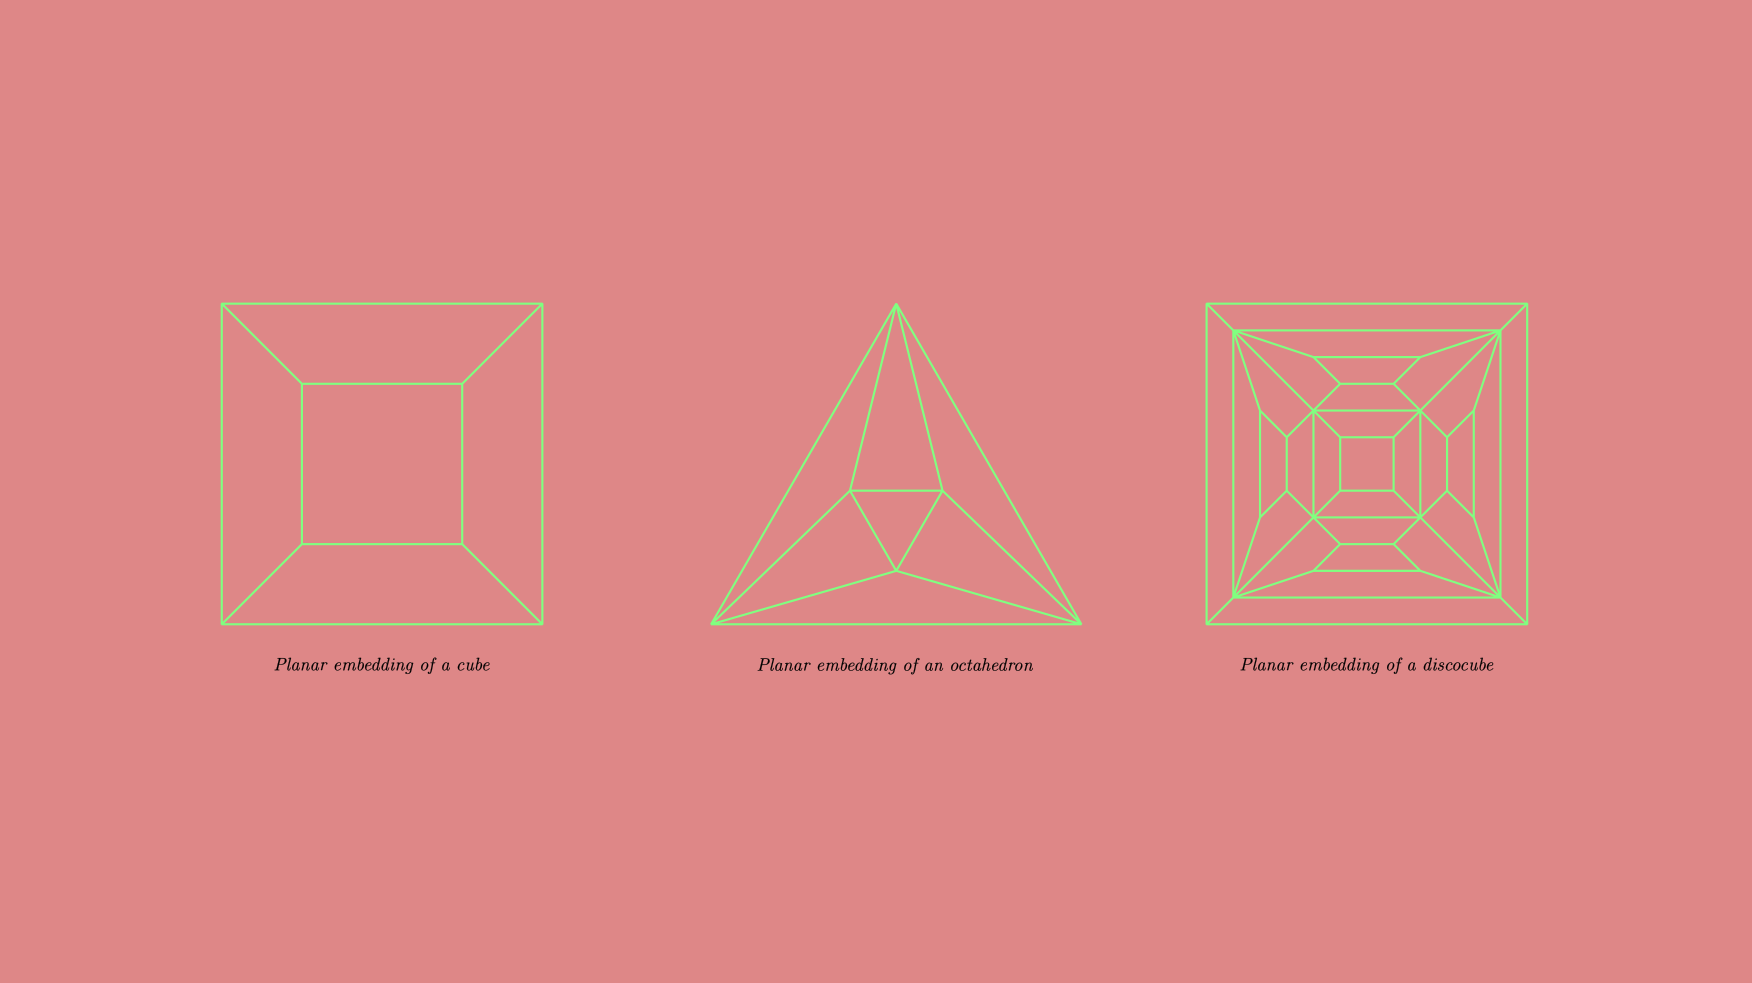 Planar embedding of a cube
Planar embedding of an octahedron
Planar embedding of a discocube